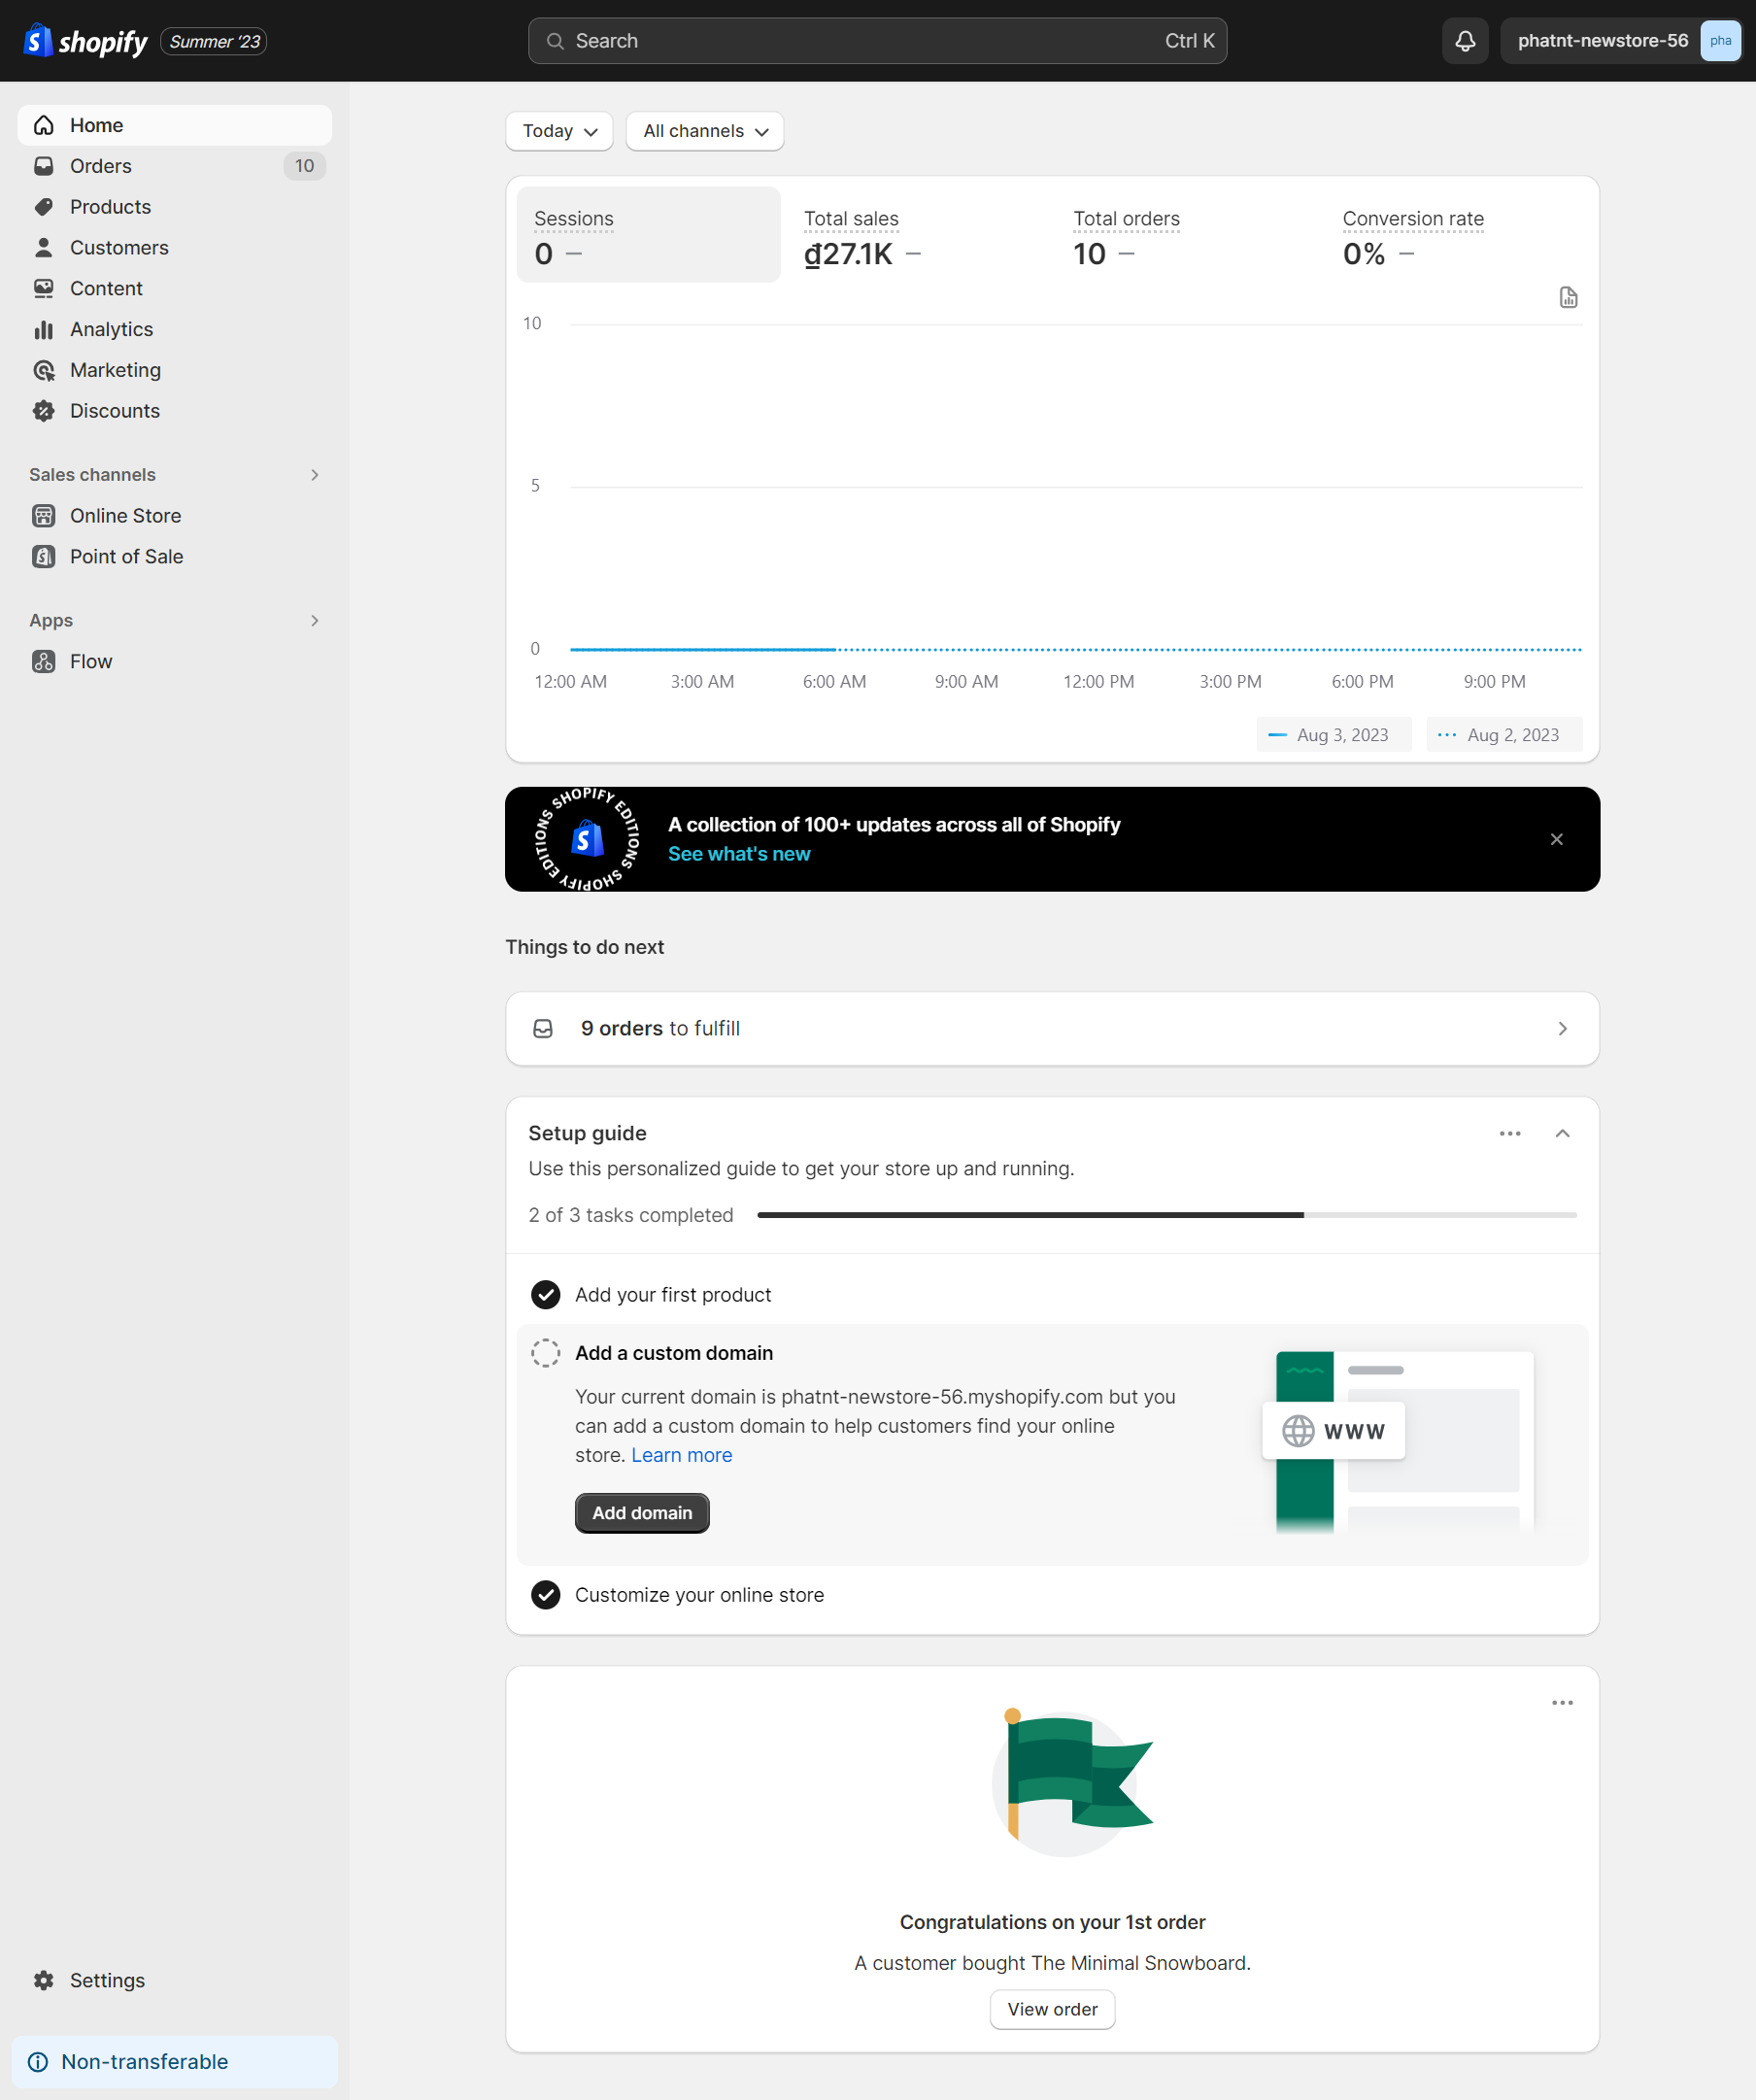 shopify Summer ‘23
Search Ctrl K
phatnt-newstore-56 pha
Home
Orders 10
Products
Customers
Content
Analytics
Marketing
Discounts
Sales channels
Online Store
Point of Sale
Apps
Flow
Settings
Non-transferable
Today All channels
Sessions Total sales Total orders Conversion rate
0 — ₫27.1K — 10 — 0% —
10
5
0
12:00 AM 3:00 AM 6:00 AM 9:00 AM 12:00 PM 3:00 PM 6:00 PM 9:00 PM
Aug 3, 2023 Aug 2, 2023
SHOPIFY EDITIONS SHOPIFY EDITIONS
A collection of 100+ updates across all of Shopify
See what's new
Things to do next
9 orders to fulfill
Setup guide
Use this personalized guide to get your store up and running.
2 of 3 tasks completed
Add your first product
Add a custom domain
Your current domain is phatnt-newstore-56.myshopify.com but you
can add a custom domain to help customers find your online
store. Learn more
Add domain
WWW
Customize your online store
Congratulations on your 1st order
A customer bought The Minimal Snowboard.
View order